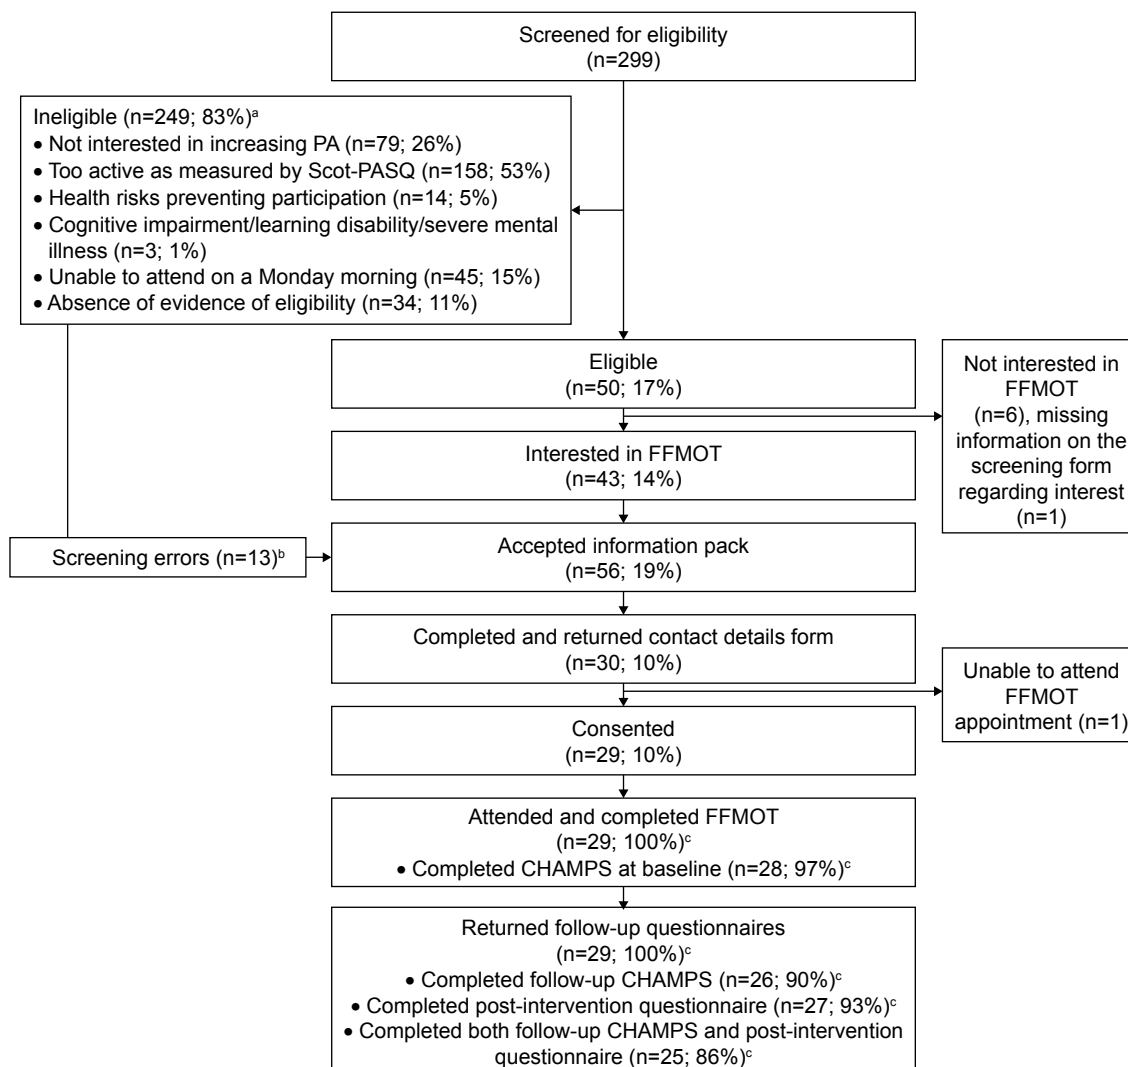 Screened for eligibility
(n=299)
Ineligible (n=249; 83%)ᵃ
• Not interested in increasing PA (n=79; 26%)
• Too active as measured by Scot-PASQ (n=158; 53%)
• Health risks preventing participation (n=14; 5%)
• Cognitive impairment/learning disability/severe mental
illness (n=3; 1%)
• Unable to attend on a Monday morning (n=45; 15%)
• Absence of evidence of eligibility (n=34; 11%)
Eligible
(n=50; 17%)
Not interested in
FFMOT
(n=6), missing
information on the
screening form
regarding interest
(n=1)
Interested in FFMOT
(n=43; 14%)
Screening errors (n=13)ᵇ
Accepted information pack
(n=56; 19%)
Completed and returned contact details form
(n=30; 10%)
Unable to attend
FFMOT
appointment (n=1)
Consented
(n=29; 10%)
Attended and completed FFMOT
(n=29; 100%)ᶜ
• Completed CHAMPS at baseline (n=28; 97%)ᶜ
Returned follow-up questionnaires
(n=29; 100%)ᶜ
• Completed follow-up CHAMPS (n=26; 90%)ᶜ
• Completed post-intervention questionnaire (n=27; 93%)ᶜ
• Completed both follow-up CHAMPS and post-intervention
questionnaire (n=25; 86%)ᶜ